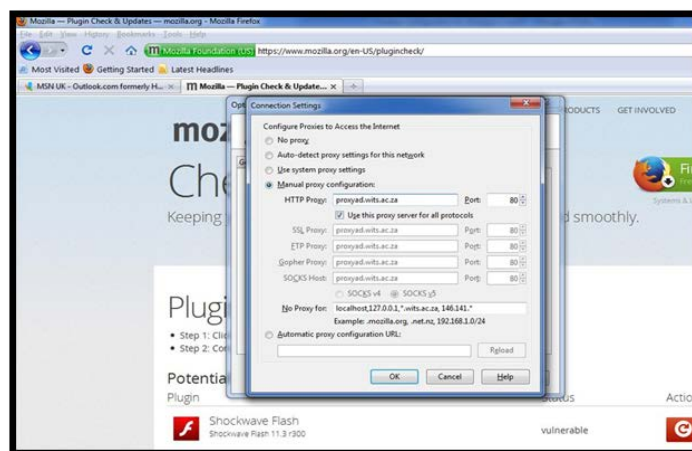 Mozilla — Plugin Check & Updates — mozilla.org - Mozilla Firefox
File Edit View History Bookmarks Tools Help
Mozilla Foundation (US) https://www.mozilla.org/en-US/plugincheck/
Most Visited Getting Started Latest Headlines
MSN UK - Outlook.com formerly H... Mozilla — Plugin Check & Update...
Connection Settings
GET INVOLVED
moz
Configure Proxies to Access the Internet
No proxy
Auto-detect proxy settings for this network
Use system proxy settings
Manual proxy configuration:
HTTP Proxy: proxyad.wits.ac.za Port: 80
Use this proxy server for all protocols
SSL Proxy: proxyad.wits.ac.za Port: 80
FTP Proxy: proxyad.wits.ac.za Port: 80
Gopher Proxy: proxyad.wits.ac.za Port: 80
SOCKS Host: proxyad.wits.ac.za Port: 80
SOCKS v4 SOCKS v5
No Proxy for: localhost,127.0.0.1,*.wits.ac.za, 146.141.*
Example: .mozilla.org, .net.nz, 192.168.1.0/24
Automatic proxy configuration URL:
Reload
OK Cancel Help
Che
Keeping
d smoothly.
Plugi
Step 1: Clic
Step 2: Co
Potentia
Plugin
Actio
Shockwave Flash
Shockwave Flash 11.3 r300
vulnerable